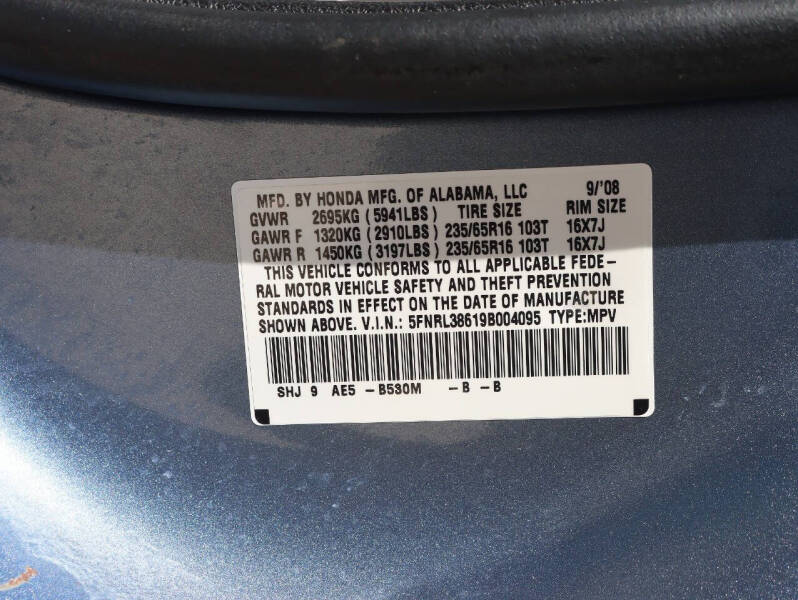 MFD. BY HONDA MFG. OF ALABAMA, LLC 9/'08
GVWR 2695KG (5941LBS) TIRE SIZE RIM SIZE
GAWR F 1320KG (2910LBS) 235/65R16 103T 16X7J
GAWR R 1450KG (3197LBS) 235/65R16 103T 16X7J
THIS VEHICLE CONFORMS TO ALL APPLICABLE FEDE-
RAL MOTOR VEHICLE SAFETY AND THEFT PREVENTION
STANDARDS IN EFFECT ON THE DATE OF MANUFACTURE
SHOWN ABOVE. V.I.N.: 5FNRL38619B004095 TYPE:MPV
SHJ 9 AE5 -B530M -B -B